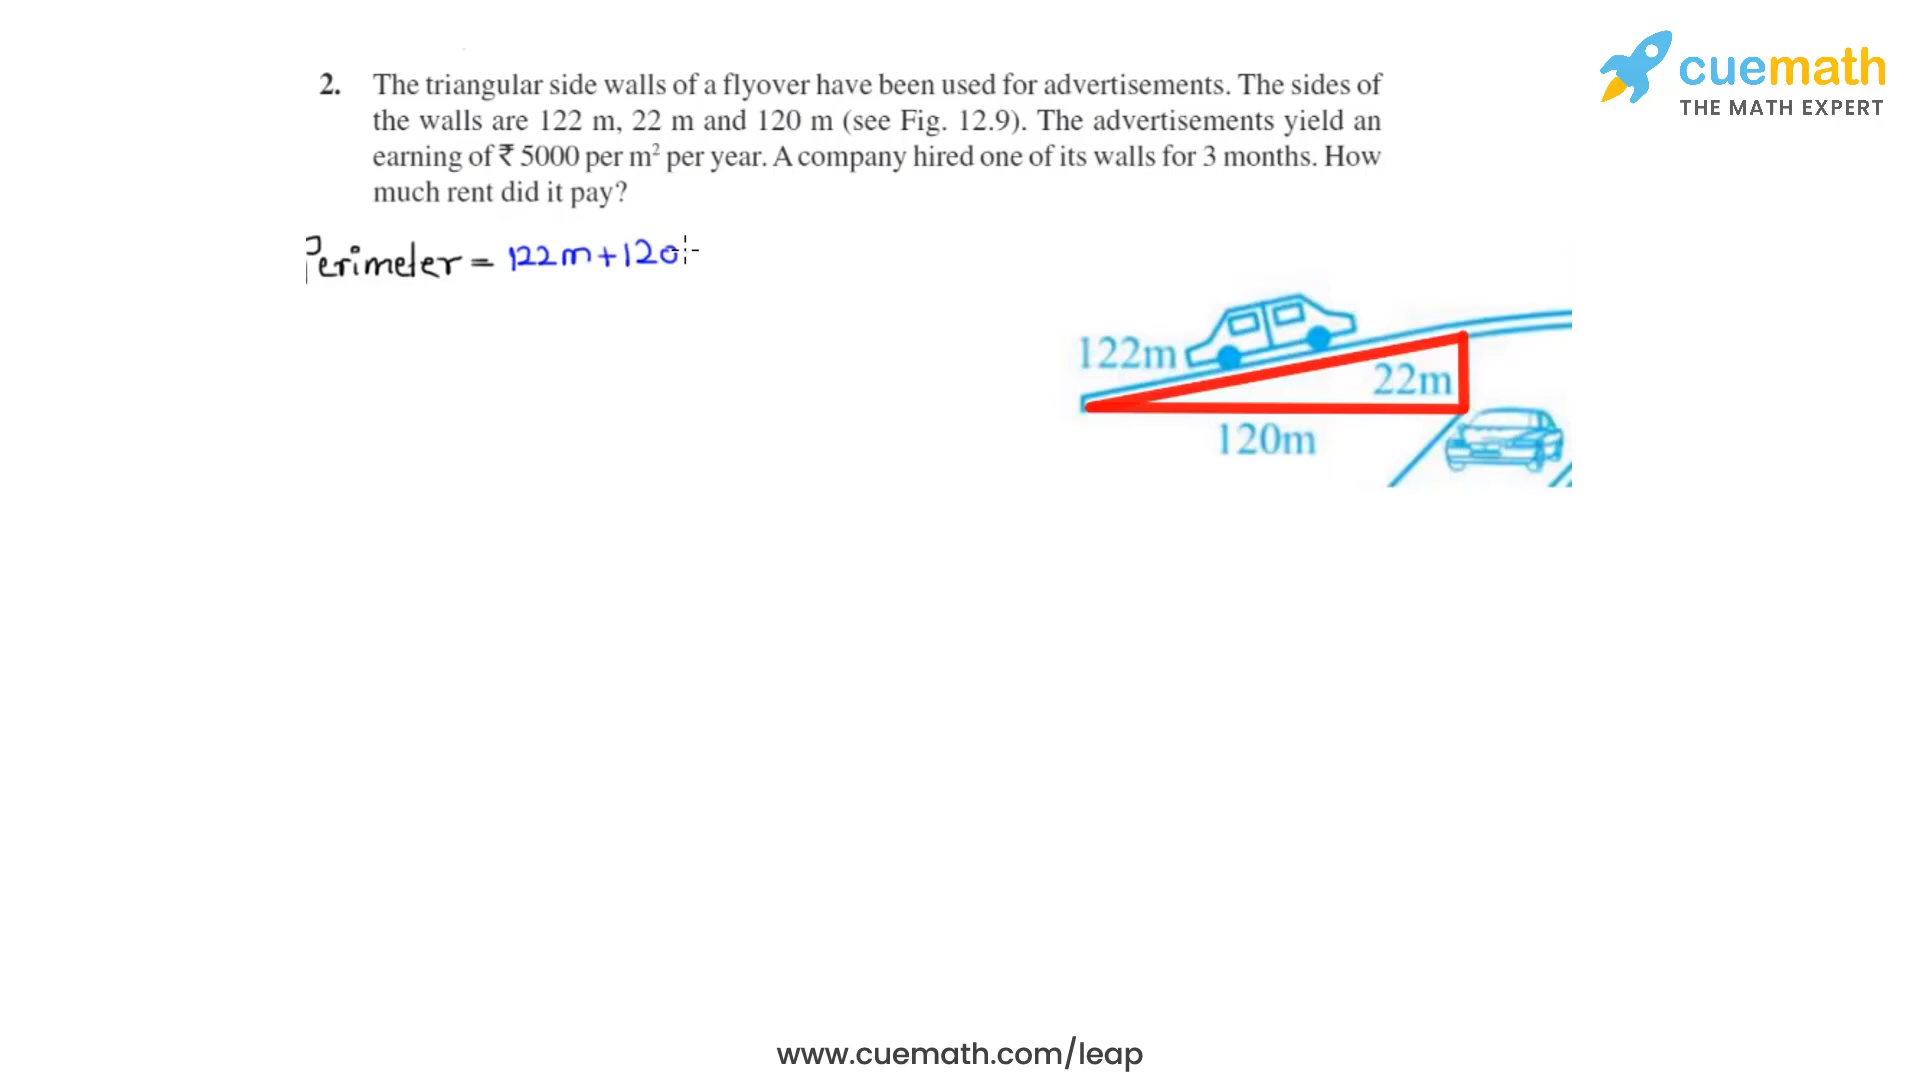 cuemath
THE MATH EXPERT
2. The triangular side walls of a flyover have been used for advertisements. The sides of
the walls are 122 m, 22 m and 120 m (see Fig. 12.9). The advertisements yield an
earning of ₹ 5000 per m² per year. A company hired one of its walls for 3 months. How
much rent did it pay?
Perimeter = 122m+120
122m
22m
120m
www.cuemath.com/leap